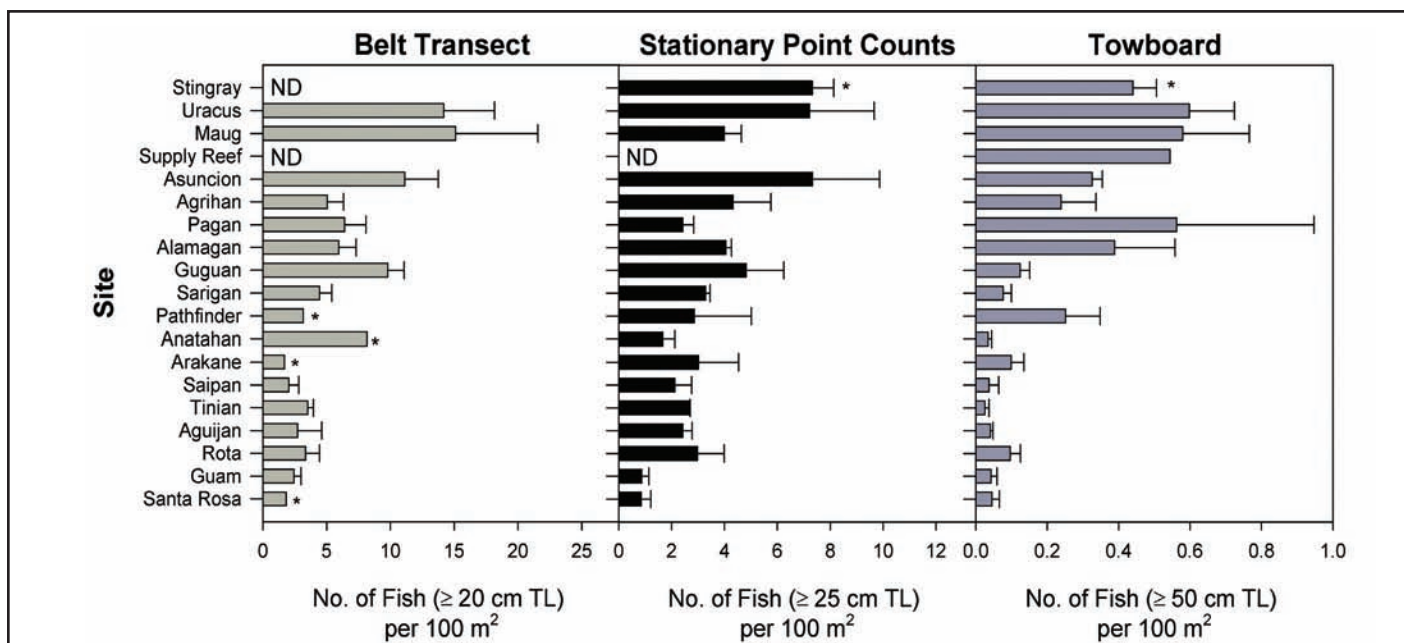 Belt Transect
Stationary Point Counts
Towboard
Site
Stingray
Uracus
Maug
Supply Reef
Asuncion
Agrihan
Pagan
Alamagan
Guguan
Sarigan
Pathfinder
Anatahan
Arakane
Saipan
Tinian
Aguijan
Rota
Guam
Santa Rosa
ND
ND
*
*
*
*
0 5 10 15 20 25
No. of Fish (≥ 20 cm TL)
per 100 m²
*
ND
0 2 4 6 8 10 12
No. of Fish (≥ 25 cm TL)
per 100 m²
*
0.0 0.2 0.4 0.6 0.8 1.0
No. of Fish (≥ 50 cm TL)
per 100 m²